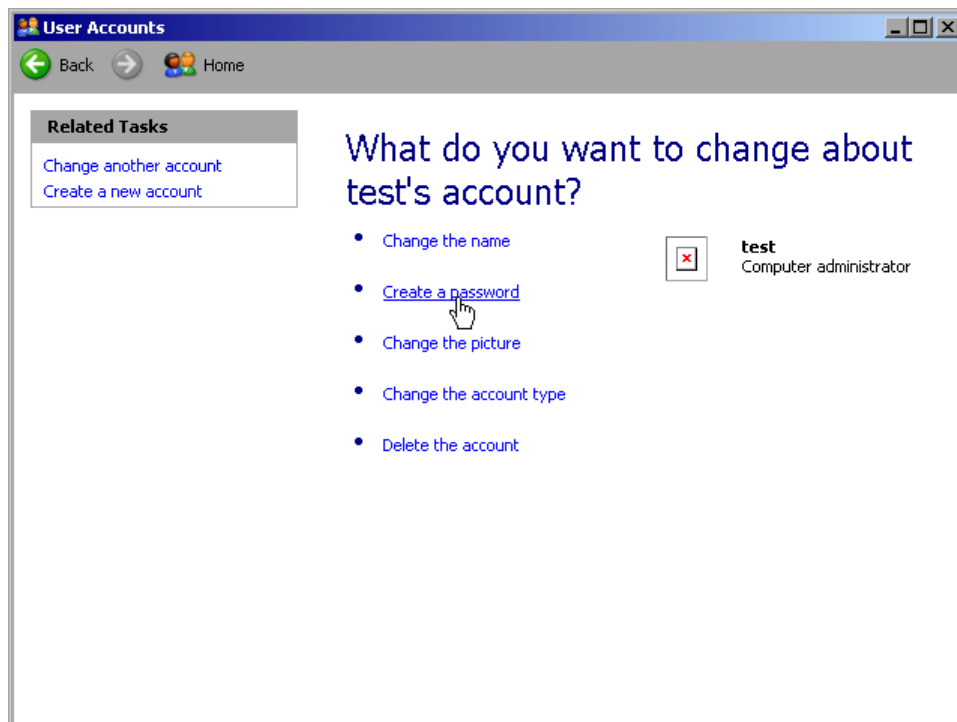 User Accounts
Back Home
Related Tasks
Change another account
Create a new account
What do you want to change about
test's account?
Change the name
Create a password
Change the picture
Change the account type
Delete the account
test
Computer administrator